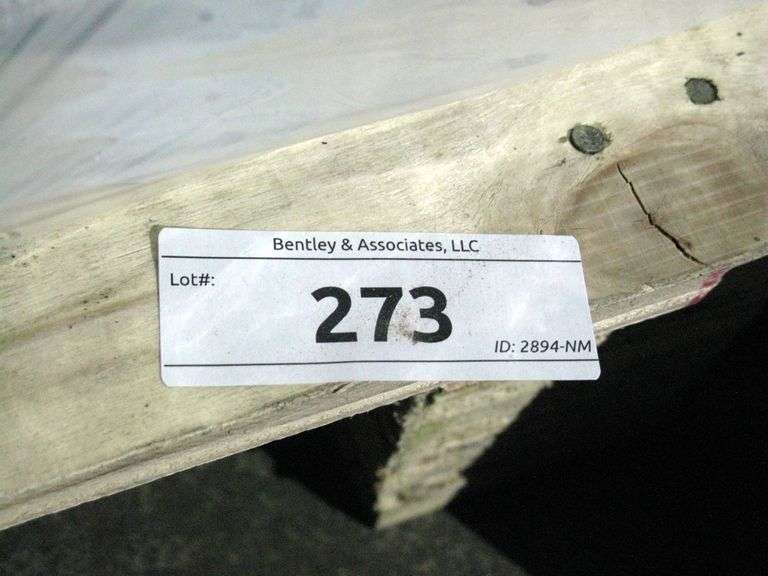 Bentley & Associates, LLC
Lot#:
273
ID: 2894-NM